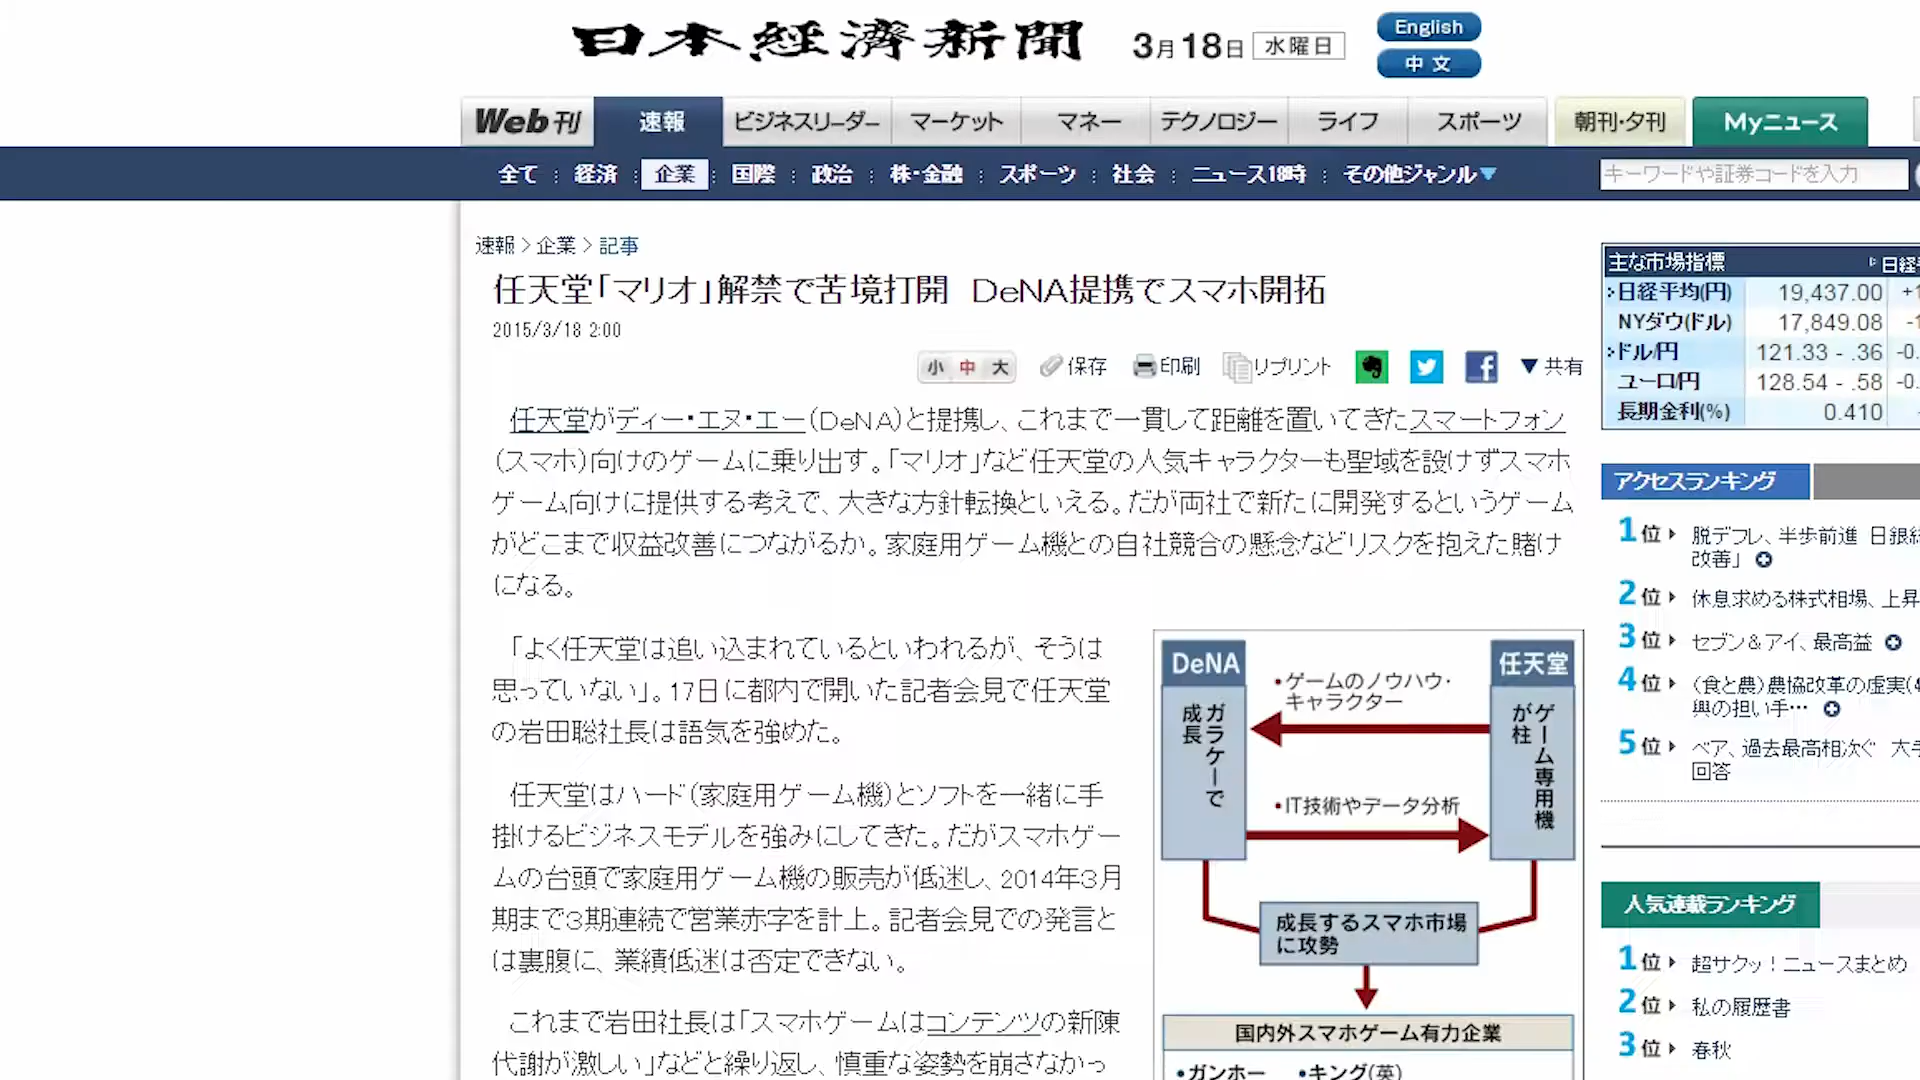 日本経済新聞
3月18日 水曜日
English
中文
Web刊 速報 ビジネスリーダー マーケット マネー テクノロジー ライフ スポーツ 朝刊・夕刊 Myニュース
全て : 経済 : 企業 : 国際 : 政治 : 株・金融 : スポーツ : 社会 : ニュース18時 : その他ジャンル▼
キーワードや証券コードを入力
速報 > 企業 > 記事
任天堂「マリオ」解禁で苦境打開 DeNA提携でスマホ開拓
2015/3/18 2:00
小 中 大 保存 印刷 リプリント ▼共有
任天堂がディー・エヌ・エー(DeNA)と提携し、これまで一貫して距離を置いてきたスマートフォン
(スマホ)向けのゲームに乗り出す。「マリオ」など任天堂の人気キャラクターも聖域を設けずスマホ
ゲーム向けに提供する考えで、大きな方針転換といえる。だが両社で新たに開発するというゲーム
がどこまで収益改善につながるか。家庭用ゲーム機との自社競合の懸念などリスクを抱えた賭け
になる。
「よく任天堂は追い込まれているといわれるが、そうは
思っていない」。17日に都内で開いた記者会見で任天堂
の岩田聡社長は語気を強めた。
任天堂はハード(家庭用ゲーム機)とソフトを一緒に手
掛けるビジネスモデルを強みにしてきた。だがスマホゲー
ムの台頭で家庭用ゲーム機の販売が低迷し、2014年3月
期まで3期連続で営業赤字を計上。記者会見での発言と
は裏腹に、業績低迷は否定できない。
これまで岩田社長は「スマホゲームはコンテンツの新陳
代謝が激しい」などと繰り返し、慎重な姿勢を崩さなかっ
DeNA
ガラケーで
成長
・ゲームのノウハウ・
キャラクター
・IT技術やデータ分析
任天堂
ゲーム専用機
が柱
成長するスマホ市場
に攻勢
国内外スマホゲーム有力企業
・ガンホー ・キング(英)
主な市場指標 日経
日経平均(円) 19,437.00
NYダウ(ドル) 17,849.08
ドル/円 121.33 - .36 -0.
ユーロ/円 128.54 - .58 -0.
長期金利(%) 0.410
アクセスランキング
1位 脱デフレ、半歩前進 日銀
改善」
2位 休息求める株式相場、上昇
3位 セブン&アイ、最高益
4位 (食と農)農協改革の虚実(
興の担い手…
5位 ベア、過去最高相次ぐ 大手
回答
人気連載ランキング
1位 超サクッ!ニュースまとめ
2位 私の履歴書
3位 春秋